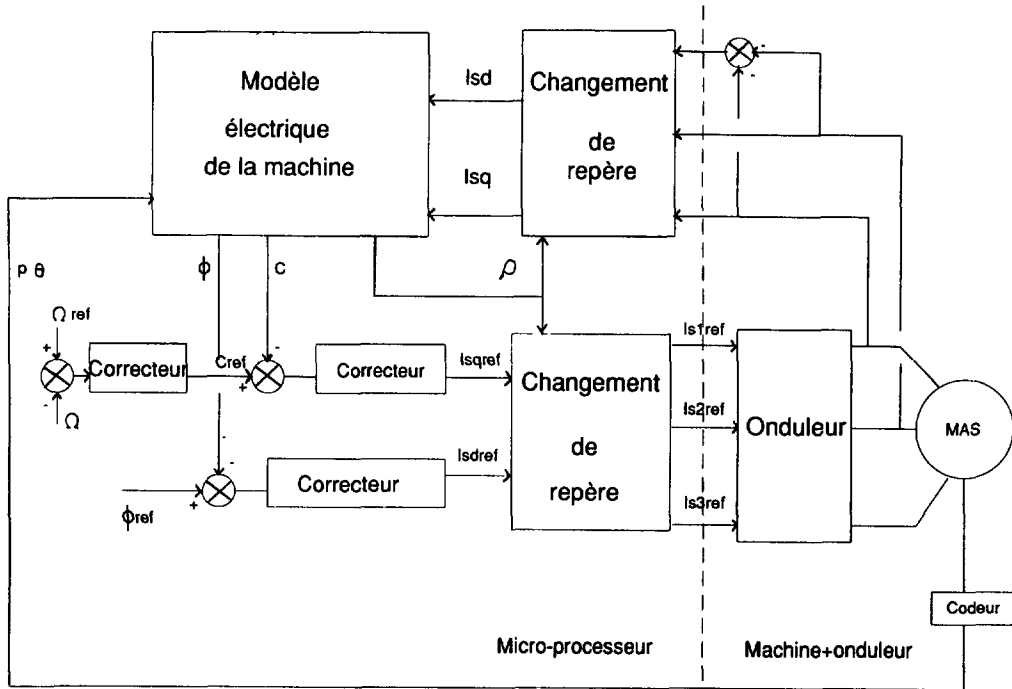 Modèle
électrique
de la machine
Isd
Isq
Changement
de
repère
-
-
p θ
ϕ
C
ρ
Ω ref
+
-
Ω
Correcteur
Cref
-
+
Correcteur
Isqref
Changement
de
repère
Is1ref
Is2ref
Is3ref
Onduleur
MAS
-
+
ϕref
Correcteur
Isdref
Codeur
Micro-processeur
Machine+onduleur